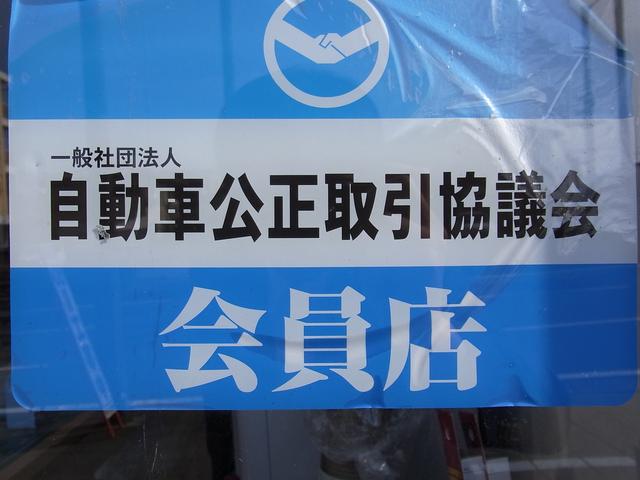 一般社団法人
自動車公正取引協議会
会員店